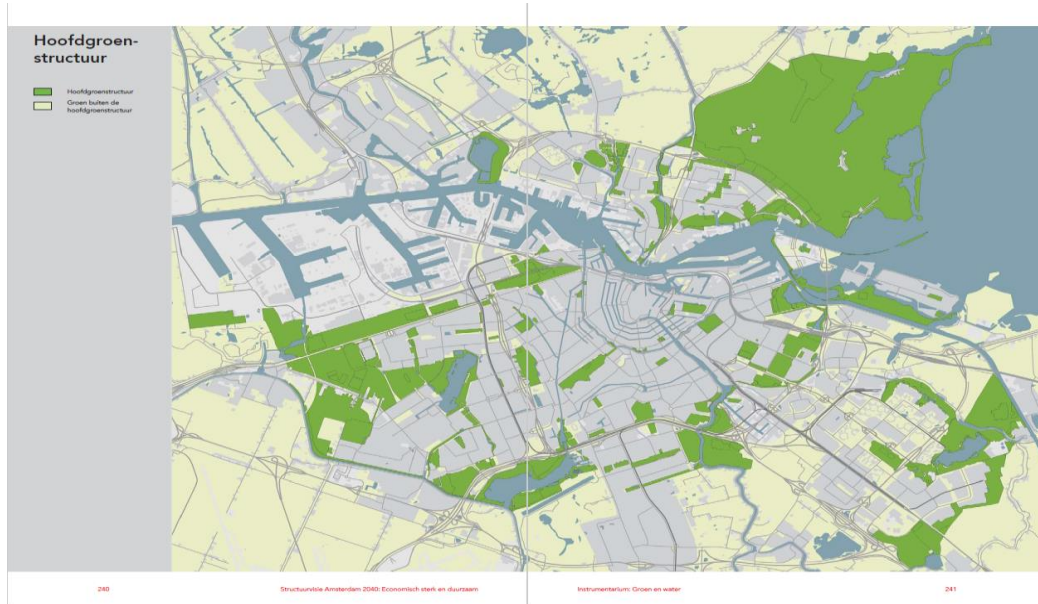 Hoofdgroen-
structuur
Hoofdgroenstructuur
Groen buiten de
hoofdgroenstructuur
240
Structuurvisie Amsterdam 2040: Economisch sterk en duurzaam
Instrumentarium: Groen en water
241